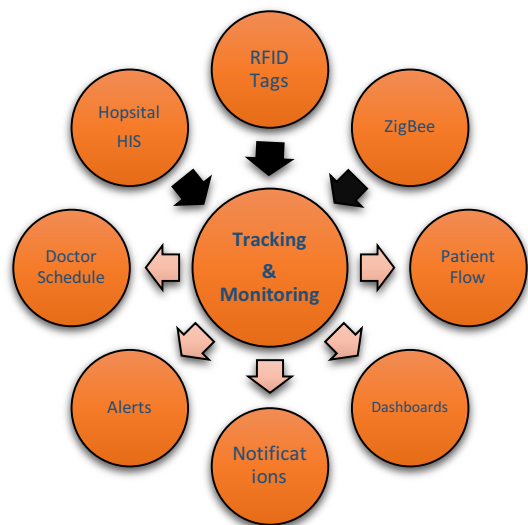 RFID
Tags
Hopsital
HIS
ZigBee
Tracking
&
Monitoring
Doctor
Schedule
Patient
Flow
Alerts
Dashboards
Notificat
ions